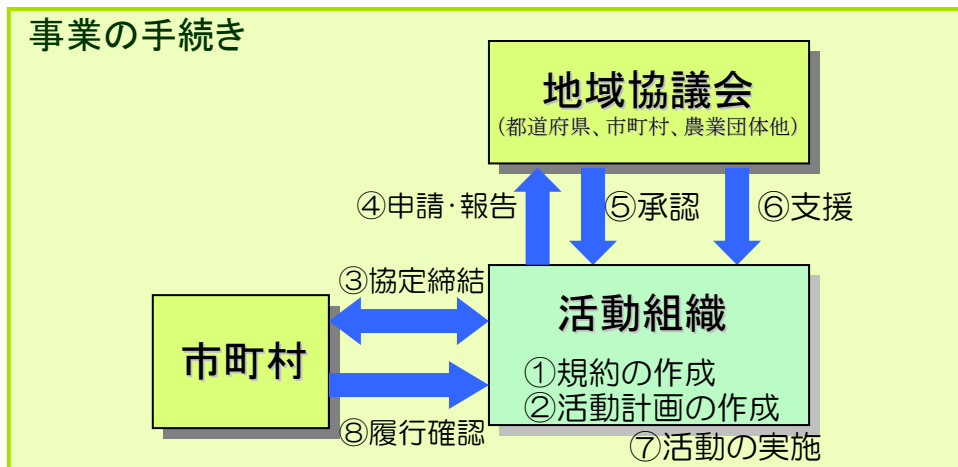 事業の手続き
地域協議会
（都道府県、市町村、農業団体他）
④申請・報告
⑤承認
⑥支援
③協定締結
市町村
活動組織
①規約の作成
②活動計画の作成
⑧履行確認
⑦活動の実施